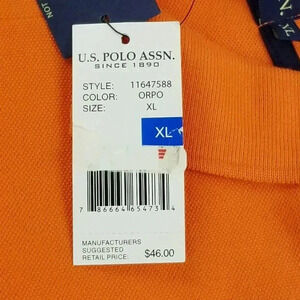 NOT
U.S. POLO ASSN.
SINCE 1890
STYLE: 11647588
COLOR: ORPO
SIZE: XL
XL
7 86664 65473 4
MANUFACTURERS
SUGGESTED
RETAIL PRICE: $46.00